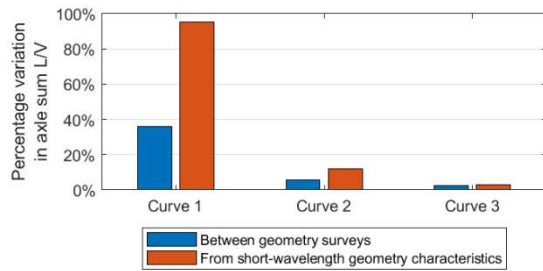 Percentage variation
in axle sum L/V
100%
80%
60%
40%
20%
0%
Curve 1
Curve 2
Curve 3
Between geometry surveys
From short-wavelength geometry characteristics